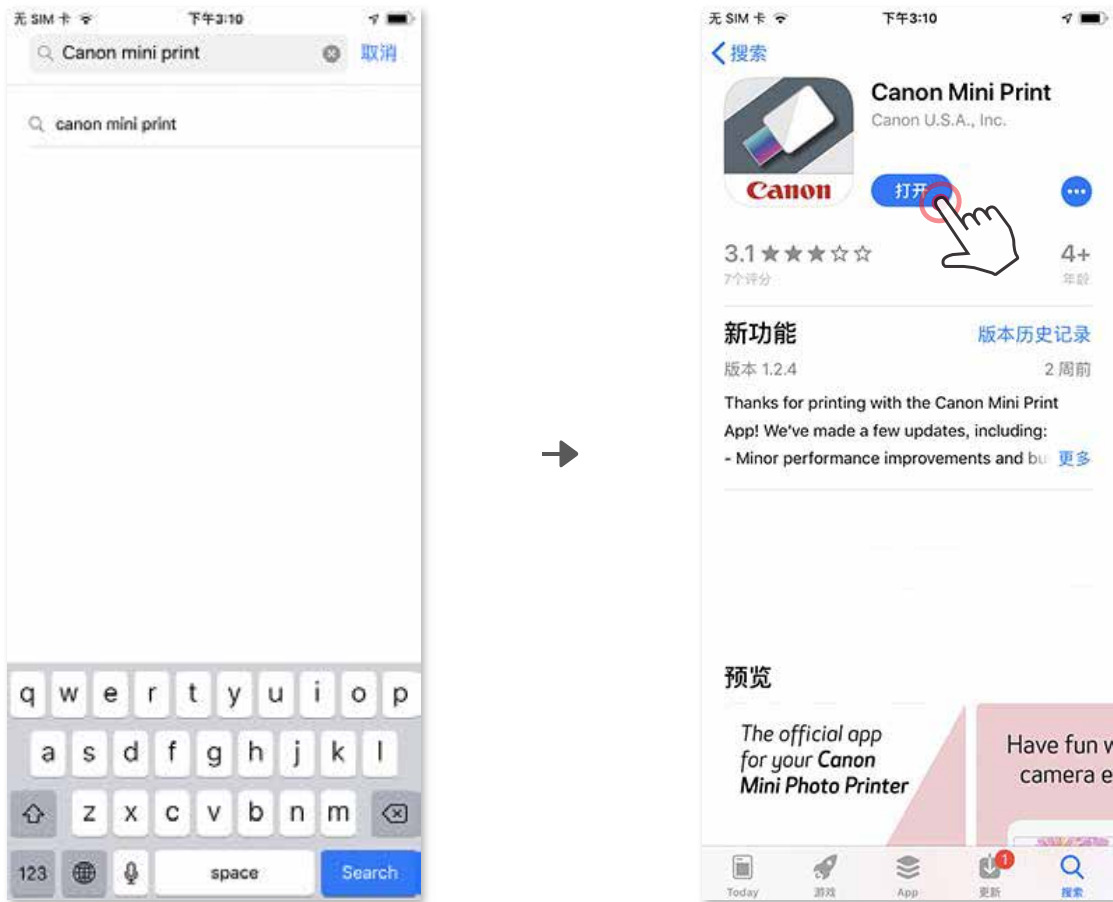 无 SIM 卡 下午3:10
Canon mini print 取消
canon mini print
q w e r t y u i o p
a s d f g h j k l
z x c v b n m
123 space Search
无 SIM 卡 下午3:10
搜索
Canon Mini Print
Canon U.S.A., Inc.
Canon
打开
3.1 ★★★☆☆ 4+
7个评分 年龄
新功能 版本历史记录
版本 1.2.4 2 周前
Thanks for printing with the Canon Mini Print
App! We've made a few updates, including:
- Minor performance improvements and bu 更多
预览
The official app
for your Canon
Mini Photo Printer
Have fun w
camera e
1
Today 游戏 App 更新 搜索